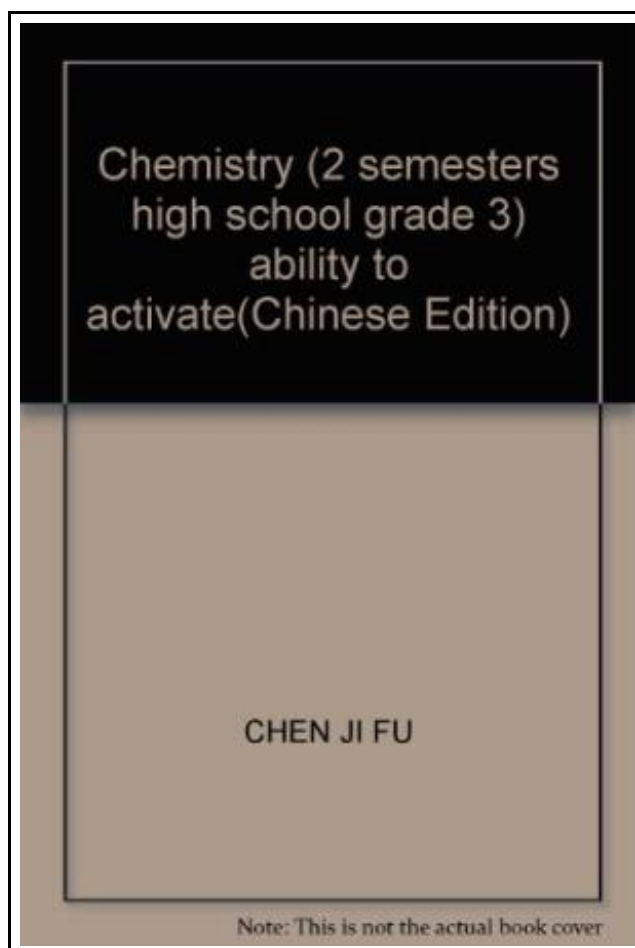 Chemistry (2 semesters
high school grade 3)
ability to
activate(Chinese Edition)
CHEN JI FU
Note: This is not the actual book cover